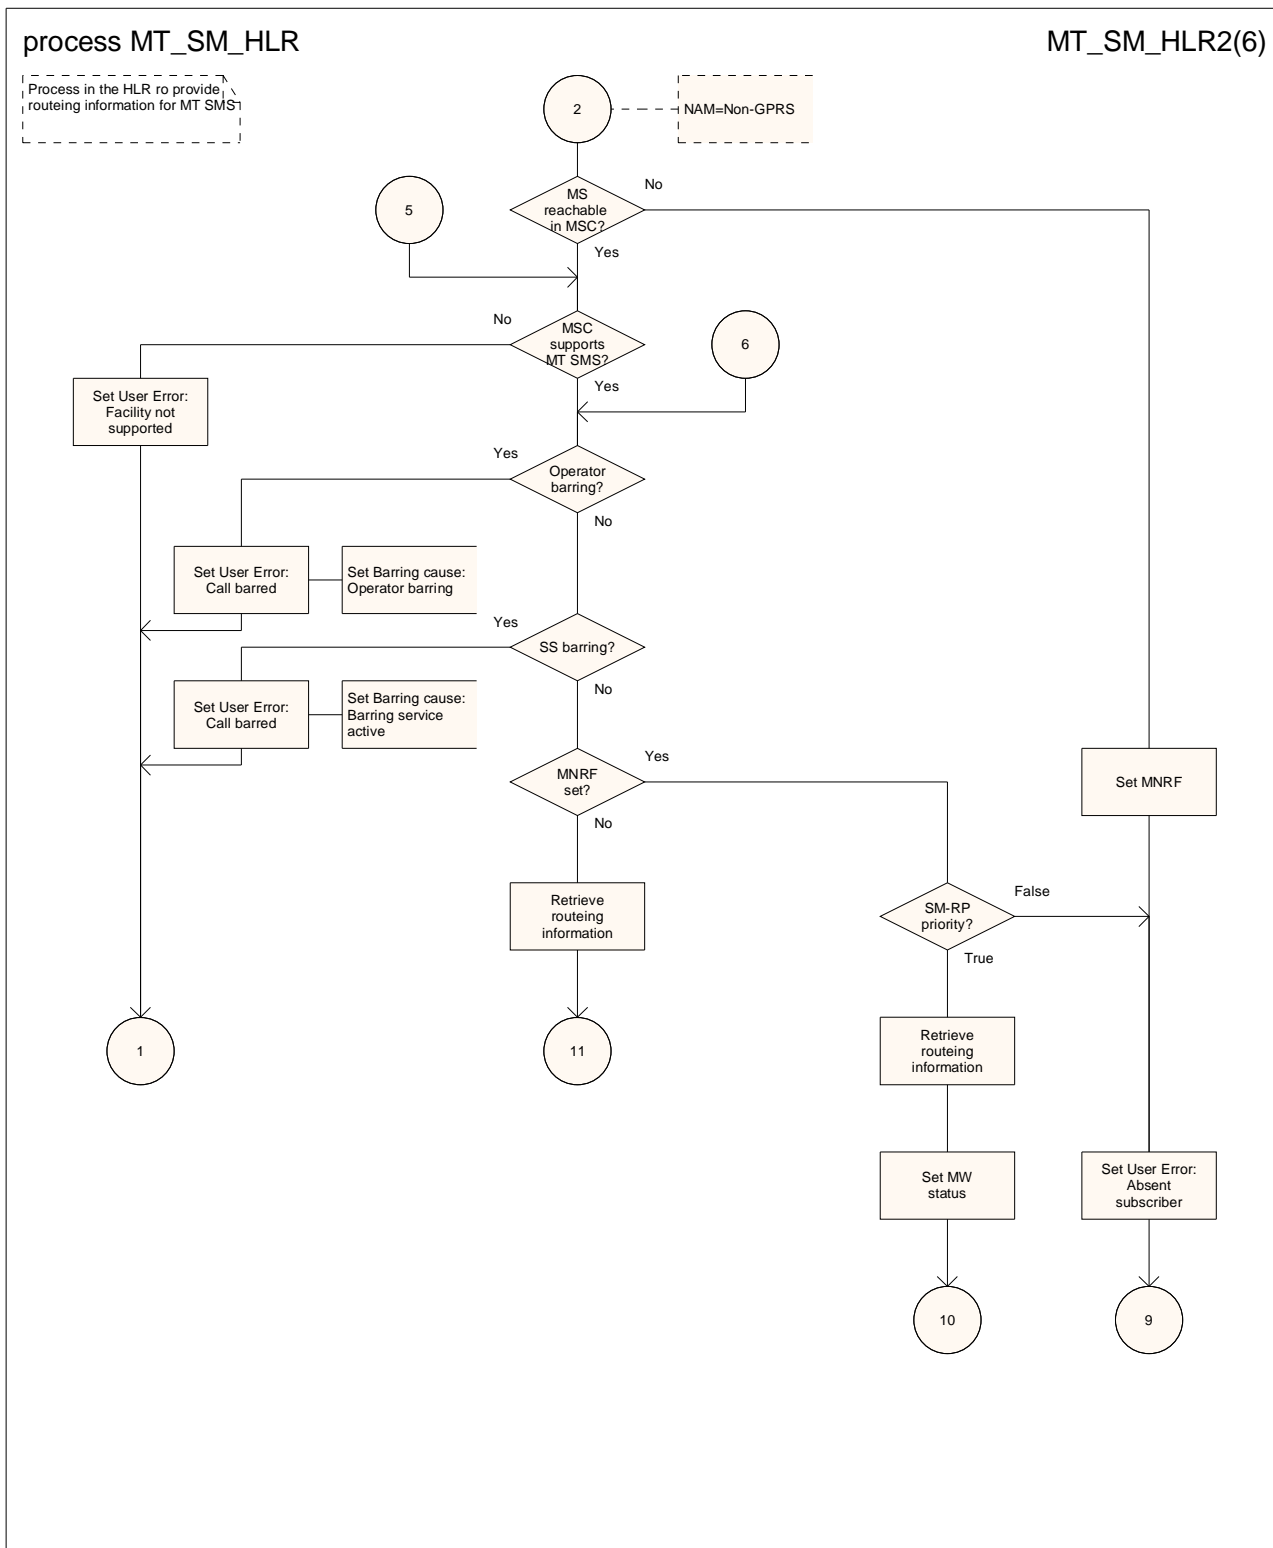 process MT_SM_HLR
MT_SM_HLR2(6)
Process in the HLR ro provide
routeing information for MT SMS
2
NAM=Non-GPRS
MS
reachable
in MSC?
No
5
Yes
No
MSC
supports
MT SMS?
6
Yes
Set User Error:
Facility not
supported
Yes
Operator
barring?
No
Set User Error:
Call barred
Set Barring cause:
Operator barring
Yes
SS barring?
No
Set User Error:
Call barred
Set Barring cause:
Barring service
active
MNRF
set?
Yes
No
Set MNRF
Retrieve
routeing
information
SM-RP
priority?
False
True
1
11
Retrieve
routeing
information
Set MW
status
Set User Error:
Absent
subscriber
10
9